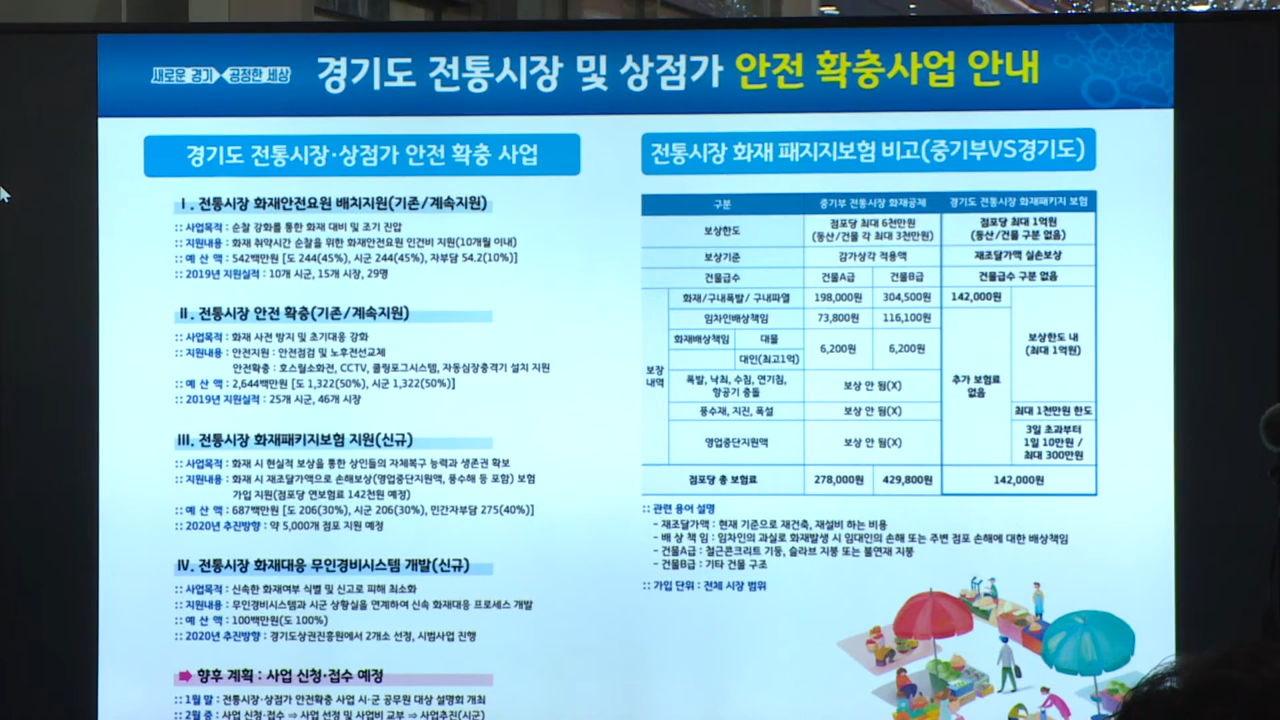 새로운 경기 공정한 세상
경기도 전통시장 및 상점가 안전 확충사업 안내
경기도 전통시장·상점가 안전 확충 사업
Ⅰ. 전통시장 화재안전요원 배치지원(기존/계속지원)
:: 사업목적 : 순찰 강화를 통한 화재 대비 및 조기 진압
:: 지원내용 : 화재 취약시간 순찰을 위한 화재안전요원 인건비 지원(10개월 이내)
:: 예 산 액 : 542백만원 [도 244(45%), 시군 244(45%), 자부담 54.2(10%)]
:: 2019년 지원실적 : 10개 시군, 15개 시장, 29명
Ⅱ. 전통시장 안전 확충(기존/계속지원)
:: 사업목적 : 화재 사전 방지 및 초기대응 강화
:: 지원내용 : 안전지원 : 안전점검 및 노후전선교체
안전확충 : 호스릴소화전, CCTV, 쿨링포그시스템, 자동심장충격기 설치 지원
:: 예 산 액 : 2,644백만원 [도 1,322(50%), 시군 1,322(50%)]
:: 2019년 지원실적 : 25개 시군, 46개 시장
Ⅲ. 전통시장 화재패키지보험 지원(신규)
:: 사업목적 : 화재 시 현실적 보상을 통한 상인들의 자체복구 능력과 생존권 확보
:: 지원내용 : 화재 시 재조달가액으로 손해보상(영업중단지원액, 풍수해 등 포함) 보험
가입 지원(점포당 연보험료 142천원 예정)
:: 예 산 액 : 687백만원 [도 206(30%), 시군 206(30%), 민간자부담 275(40%)]
:: 2020년 추진방향 : 약 5,000개 점포 지원 예정
Ⅳ. 전통시장 화재대응 무인경비시스템 개발(신규)
:: 사업목적 : 신속한 화재여부 식별 및 신고로 피해 최소화
:: 지원내용 : 무인경비시스템과 시군 상황실을 연계하여 신속 화재대응 프로세스 개발
:: 예 산 액 : 100백만원(도 100%)
:: 2020년 추진방향 : 경기도상권진흥원에서 2개소 선정, 시범사업 진행
향후 계획 : 사업 신청·접수 예정
:: 1월 말 : 전통시장·상점가 안전확충 사업 시·군 공무원 대상 설명회 개최
:: 2월 중 : 사업 신청·접수 ⇒ 사업 선정 및 사업비 교부 ⇒ 사업추진(시군)
전통시장 화재 패지지보험 비고(중기부VS경기도)
구분 중기부 전통시장 화재공제 경기도 전통시장 화재패키지 보험
보상한도 점포당 최대 6천만원 점포당 최대 1억원
(동산/건물 각 최대 3천만원) (동산/건물 구분 없음)
보상기준 감가상각 적용액 재조달가액 실손보상
건물급수 건물A급 건물B급 건물급수 구분 없음
보장
내역
화재/구내폭발/ 구내파열 198,000원 304,500원 142,000원
임차인배상책임 73,800원 116,100원
화재배상책임 대물
대인(최고1억)
6,200원 6,200원
보상한도 내
(최대 1억원)
폭발, 낙뢰, 수침, 연기침,
항공기 충돌
보상 안 됨(X)
추가 보험료
없음
풍수재, 지진, 폭설 보상 안 됨(X) 최대 1천만원 한도
영업중단지원액 보상 안 됨(X)
3일 초과부터
1일 10만원 /
최대 300만원
점포당 총 보험료 278,000원 429,800원 142,000원
:: 관련 용어 설명
- 재조달가액 : 현재 기준으로 재건축, 재설비 하는 비용
- 배 상 책 임 : 임차인의 과실로 화재발생 시 임대인의 손해 또는 주변 점포 손해에 대한 배상책임
- 건물A급 : 철근콘크리트 기둥, 슬라브 지붕 또는 불연재 지붕
- 건물B급 : 기타 건물 구조
:: 가입 단위 : 전체 시장 범위